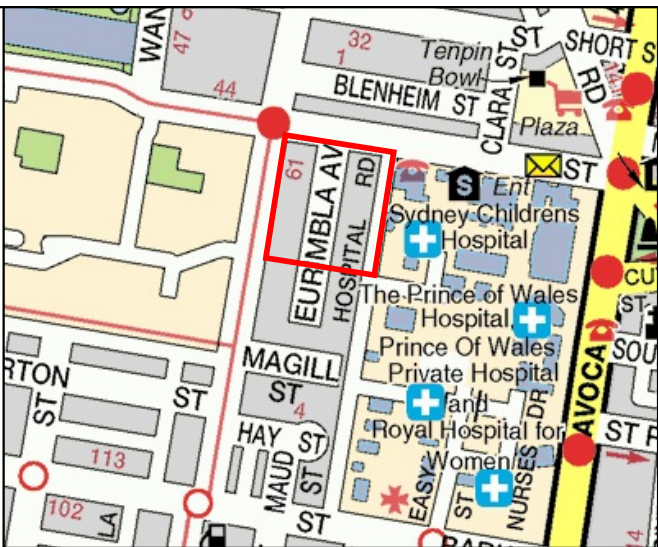 WAN
6
47
44
32
1
Tenpin
Bowl
BLENHEIM ST
CLARA ST
ST
SHORT S
RD
Plaza
ST
61
EURIMBLA AV
HOSPITAL RD
S
Ent
Sydney Childrens
Hospital
The Prince of Wales
Hospital,
Prince Of Wales
Private Hospital
and
Royal Hospital for
Women
CU
ST
SOU
AVOCA
ST
RTON
ST
ST
MAGILL
ST
4
HAY ST
MAUD ST
ST
113
102
LA
EASY ST
NURSES DR
14